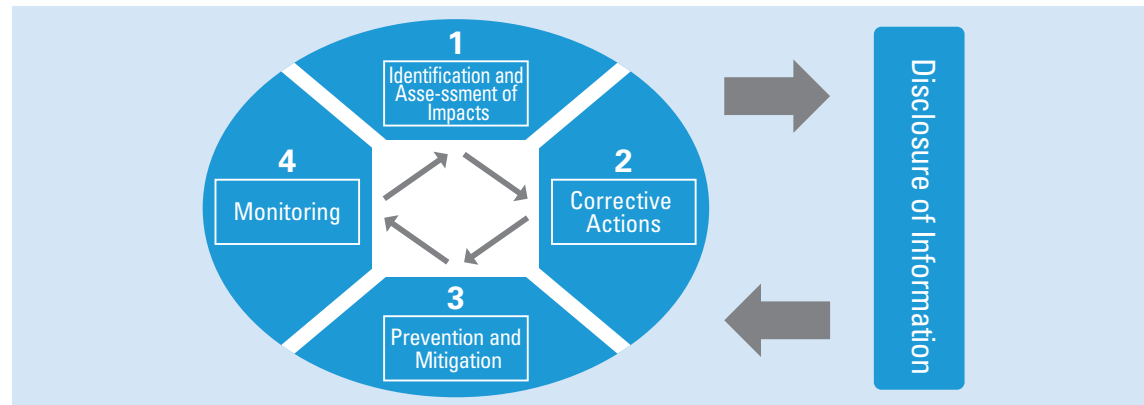 1
Identification and
Asse-ssment of
Impacts
2
Corrective
Actions
3
Prevention and
Mitigation
4
Monitoring
Disclosure of Information